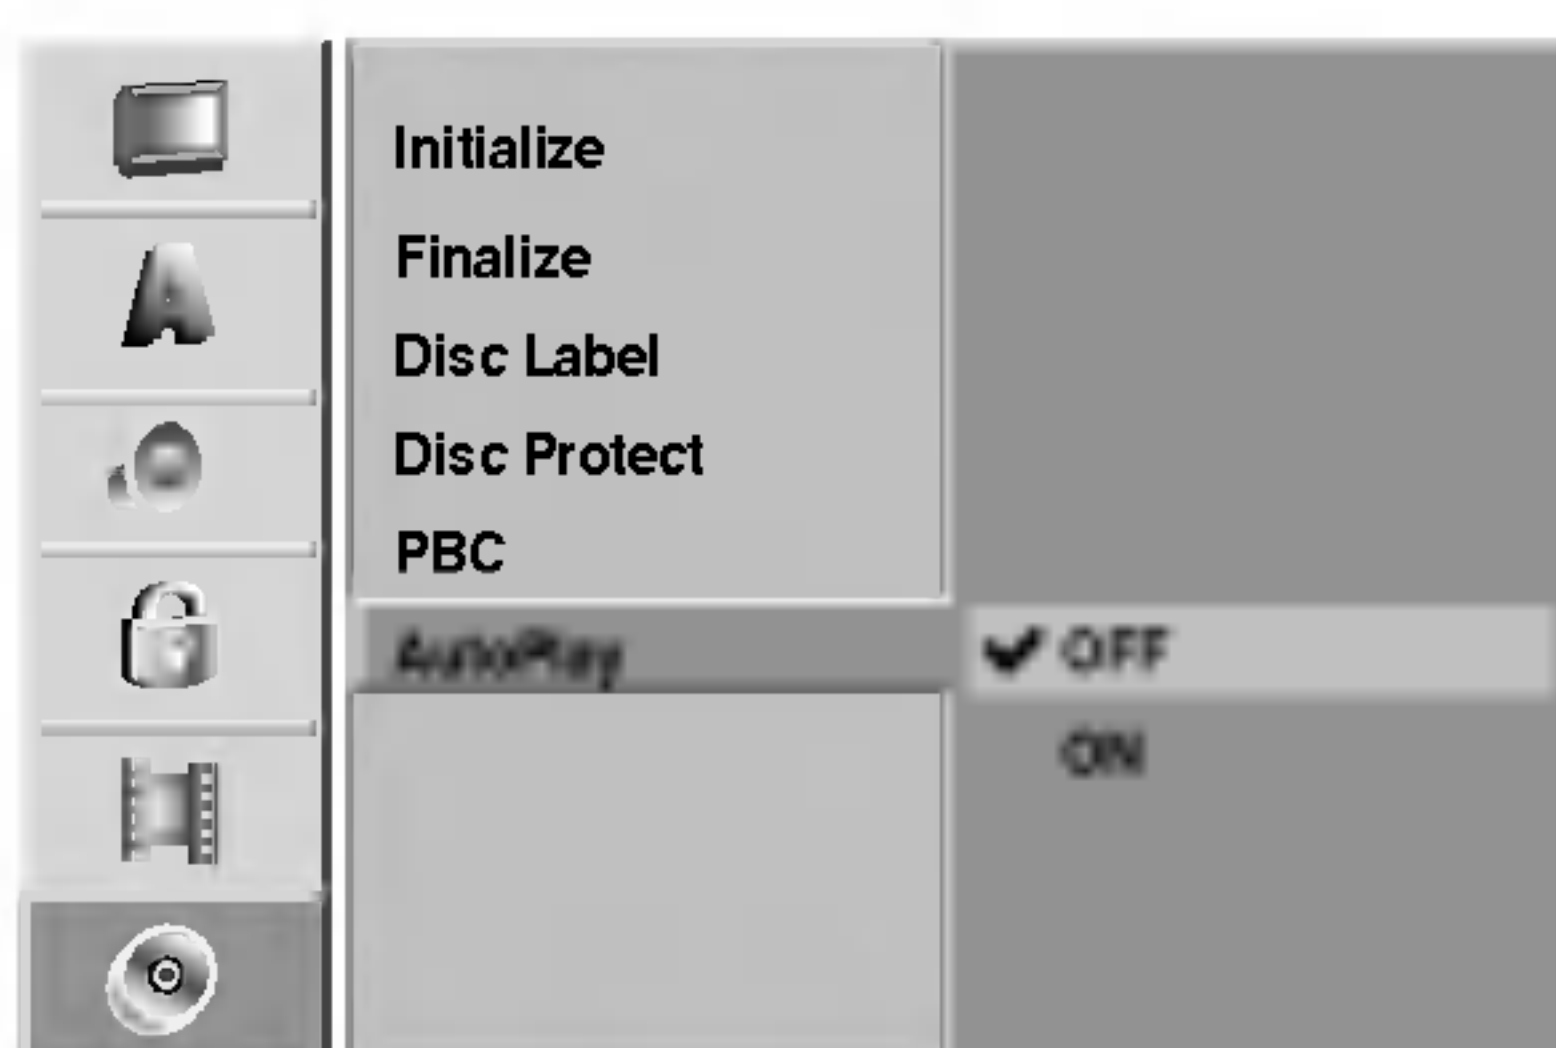 Initialize
Finalize
Disc Label
Disc Protect
PBC
AutoPlay
OFF
ON